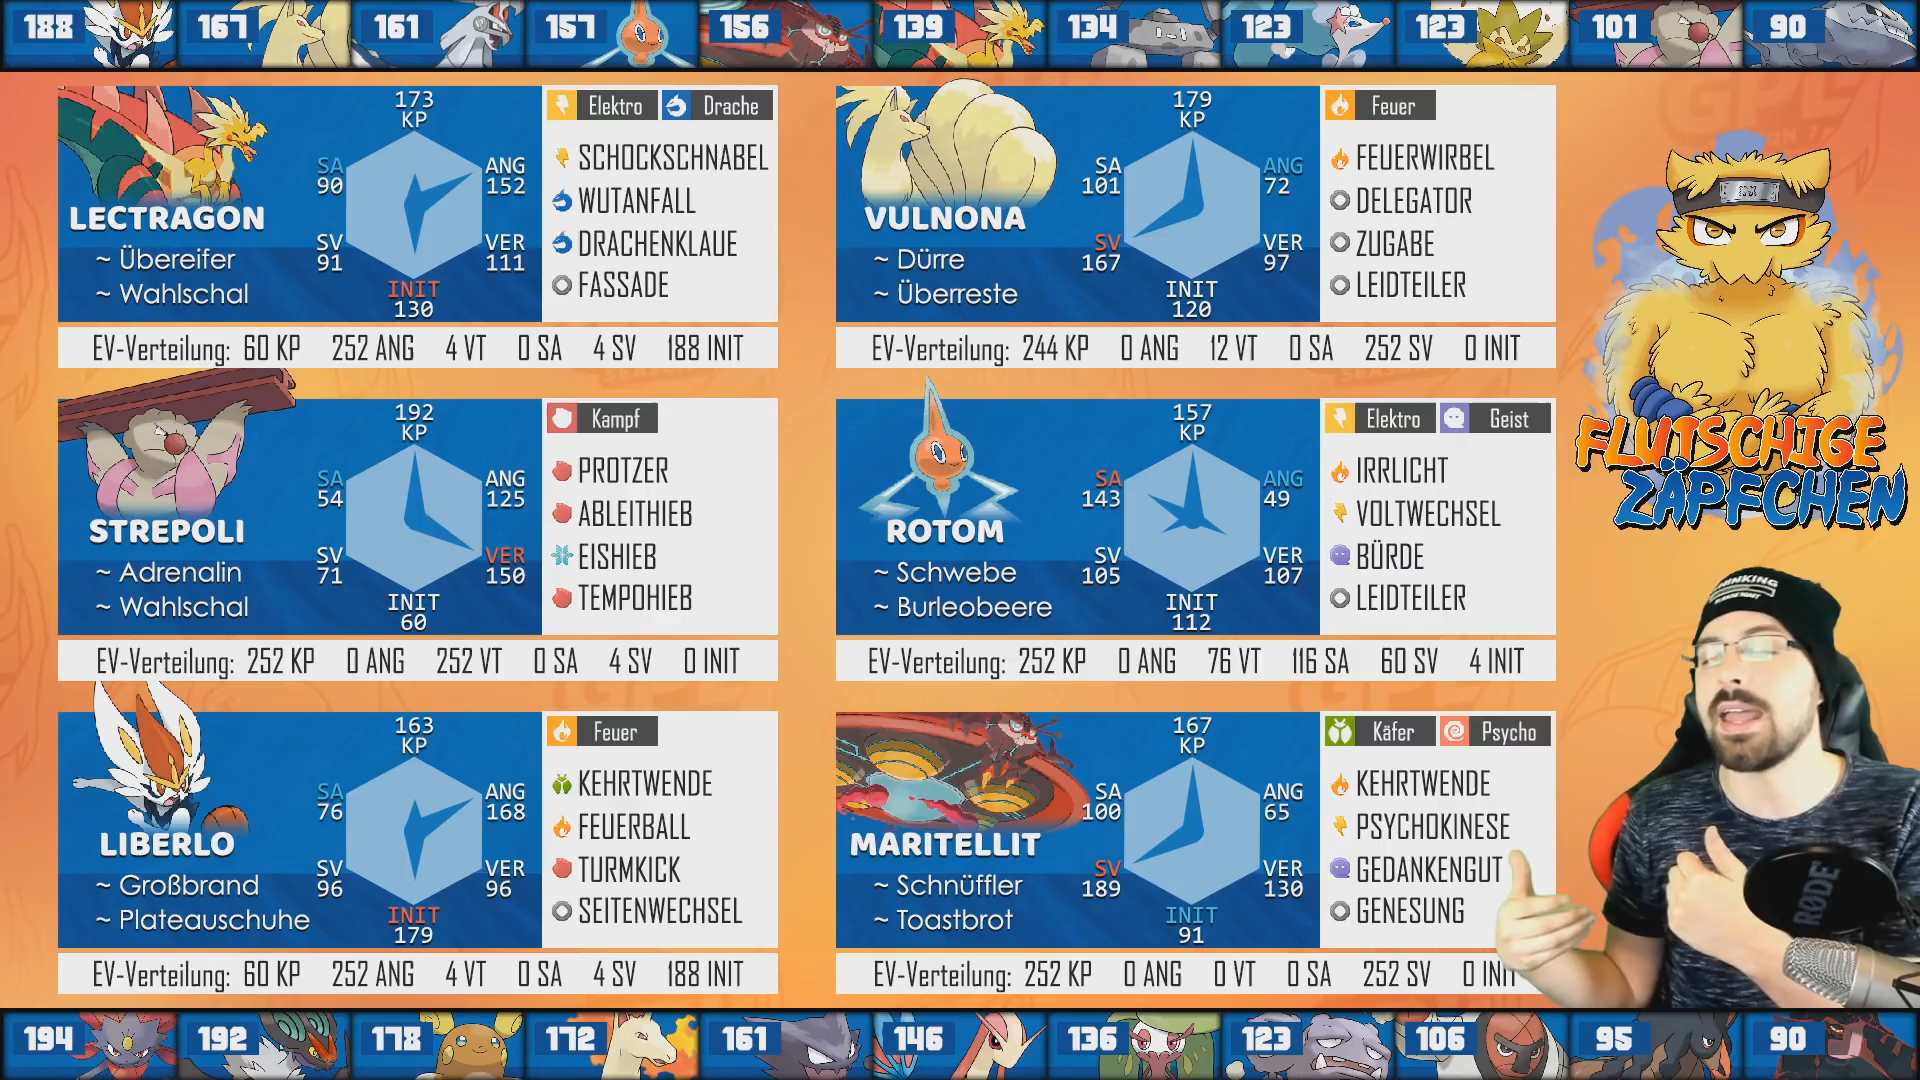 188 167 161 157 156 139 134 123 123 101 90
173
KP
SA
90
ANG
152
SV
91
VER
111
INIT
130
LECTRAGON
~ Übereifer
~ Wahlschal
Elektro Drache
SCHOCKSCHNABEL
WUTANFALL
DRACHENKLAUE
FASSADE
EV-Verteilung: 60 KP 252 ANG 4 VT 0 SA 4 SV 188 INIT
179
KP
SA
101
ANG
72
SV
167
VER
97
INIT
120
VULNONA
~ Dürre
~ Überreste
Feuer
FEUERWIRBEL
DELEGATOR
ZUGABE
LEIDTEILER
EV-Verteilung: 244 KP 0 ANG 12 VT 0 SA 252 SV 0 INIT
192
KP
SA
54
ANG
125
SV
71
VER
150
INIT
60
STREPOLI
~ Adrenalin
~ Wahlschal
Kampf
PROTZER
ABLEITHIEB
EISHIEB
TEMPOHIEB
EV-Verteilung: 252 KP 0 ANG 252 VT 0 SA 4 SV 0 INIT
157
KP
SA
143
ANG
49
SV
105
VER
107
INIT
112
ROTOM
~ Schwebe
~ Burleobeere
Elektro Geist
IRRLICHT
VOLTWECHSEL
BÜRDE
LEIDTEILER
EV-Verteilung: 252 KP 0 ANG 76 VT 116 SA 60 SV 4 INIT
163
KP
SA
76
ANG
168
SV
96
VER
96
INIT
179
LIBERLO
~ Großbrand
~ Plateauschuhe
Feuer
KEHRTWENDE
FEUERBALL
TURMKICK
SEITENWECHSEL
EV-Verteilung: 60 KP 252 ANG 4 VT 0 SA 4 SV 188 INIT
167
KP
SA
100
ANG
65
SV
189
VER
130
INIT
91
MARITELLIT
~ Schnüffler
~ Toastbrot
Käfer Psycho
KEHRTWENDE
PSYCHOKINESE
GEDANKENGUT
GENESUNG
EV-Verteilung: 252 KP 0 ANG 0 VT 0 SA 252 SV 0 INIT
FLUTSCHIGE
ZÄPFCHEN
RØDE
194 192 178 172 161 146 136 123 106 95 90